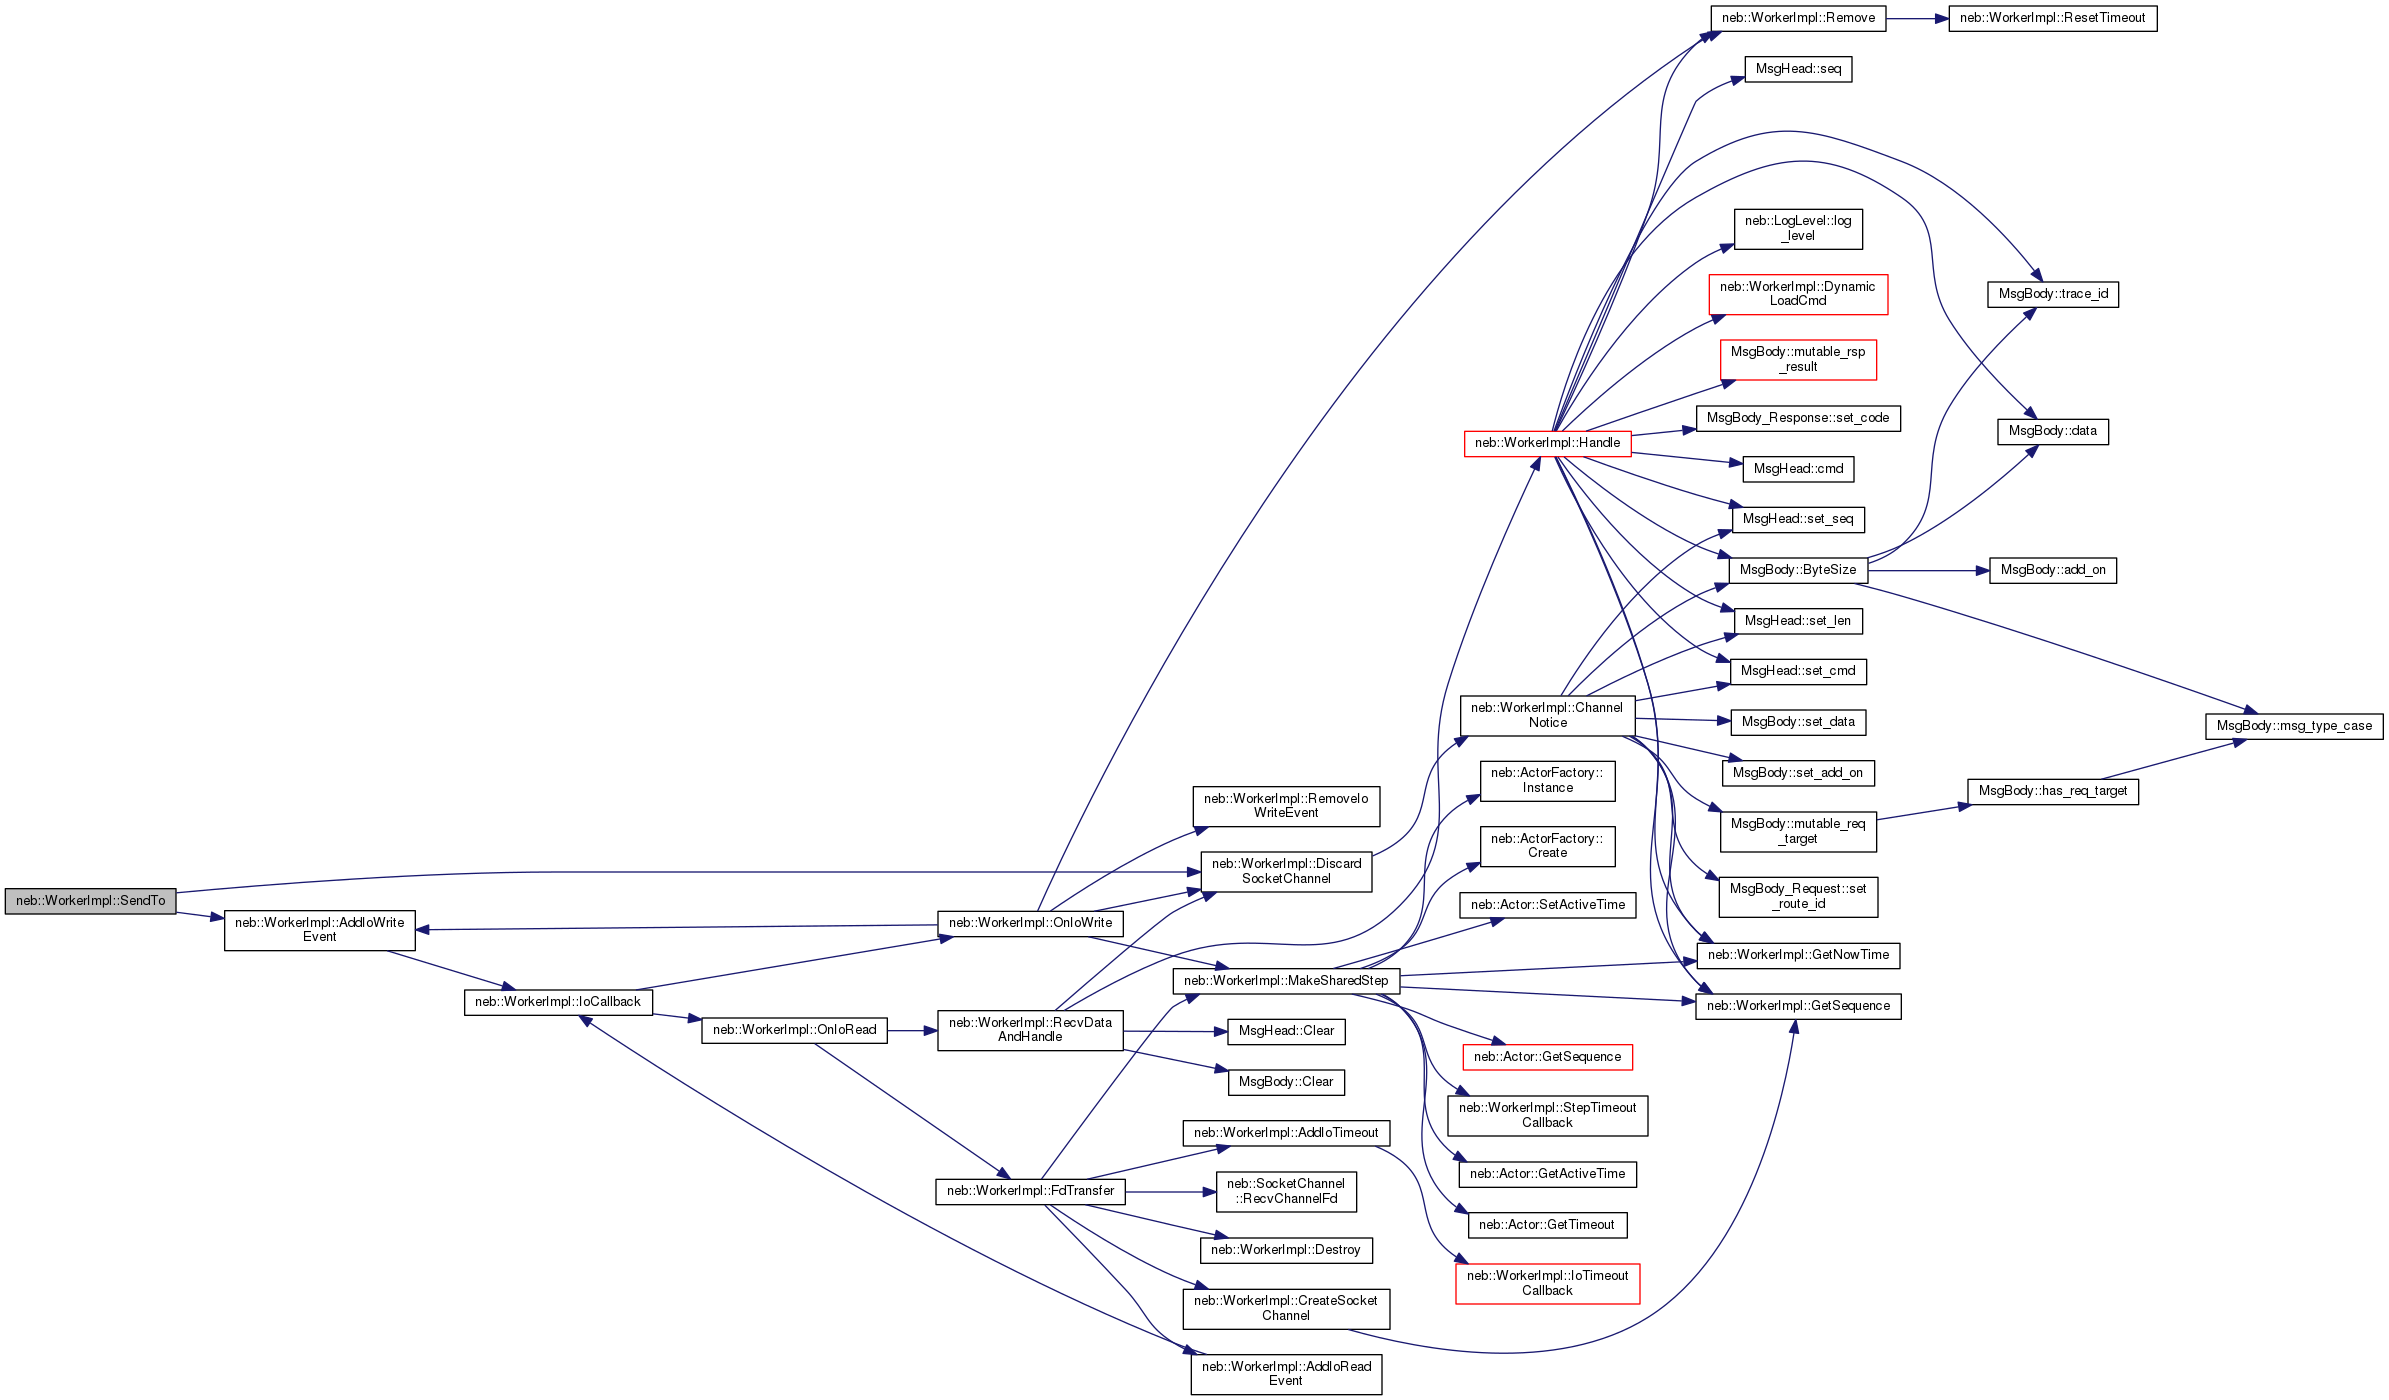 neb::WorkerImpl::SendTo
neb::WorkerImpl::AddIoWrite
Event
neb::WorkerImpl::IoCallback
neb::WorkerImpl::OnIoRead
neb::WorkerImpl::OnIoWrite
neb::WorkerImpl::RecvData
AndHandle
neb::WorkerImpl::FdTransfer
neb::WorkerImpl::RemoveIo
WriteEvent
neb::WorkerImpl::Discard
SocketChannel
neb::WorkerImpl::MakeSharedStep
MsgHead::Clear
MsgBody::Clear
neb::WorkerImpl::AddIoTimeout
neb::SocketChannel
::RecvChannelFd
neb::WorkerImpl::Destroy
neb::WorkerImpl::CreateSocket
Channel
neb::WorkerImpl::AddIoRead
Event
neb::WorkerImpl::Handle
neb::WorkerImpl::Channel
Notice
neb::ActorFactory::
Instance
neb::ActorFactory::
Create
neb::Actor::SetActiveTime
neb::Actor::GetSequence
neb::WorkerImpl::StepTimeout
Callback
neb::Actor::GetActiveTime
neb::Actor::GetTimeout
neb::WorkerImpl::IoTimeout
Callback
neb::WorkerImpl::Remove
MsgHead::seq
neb::LogLevel::log
_level
neb::WorkerImpl::Dynamic
LoadCmd
MsgBody::mutable_rsp
_result
MsgBody_Response::set_code
MsgHead::cmd
MsgHead::set_seq
MsgBody::ByteSize
MsgHead::set_len
MsgHead::set_cmd
MsgBody::set_data
MsgBody::set_add_on
MsgBody::mutable_req
_target
MsgBody_Request::set
_route_id
neb::WorkerImpl::GetNowTime
neb::WorkerImpl::GetSequence
neb::WorkerImpl::ResetTimeout
MsgBody::trace_id
MsgBody::data
MsgBody::add_on
MsgBody::has_req_target
MsgBody::msg_type_case